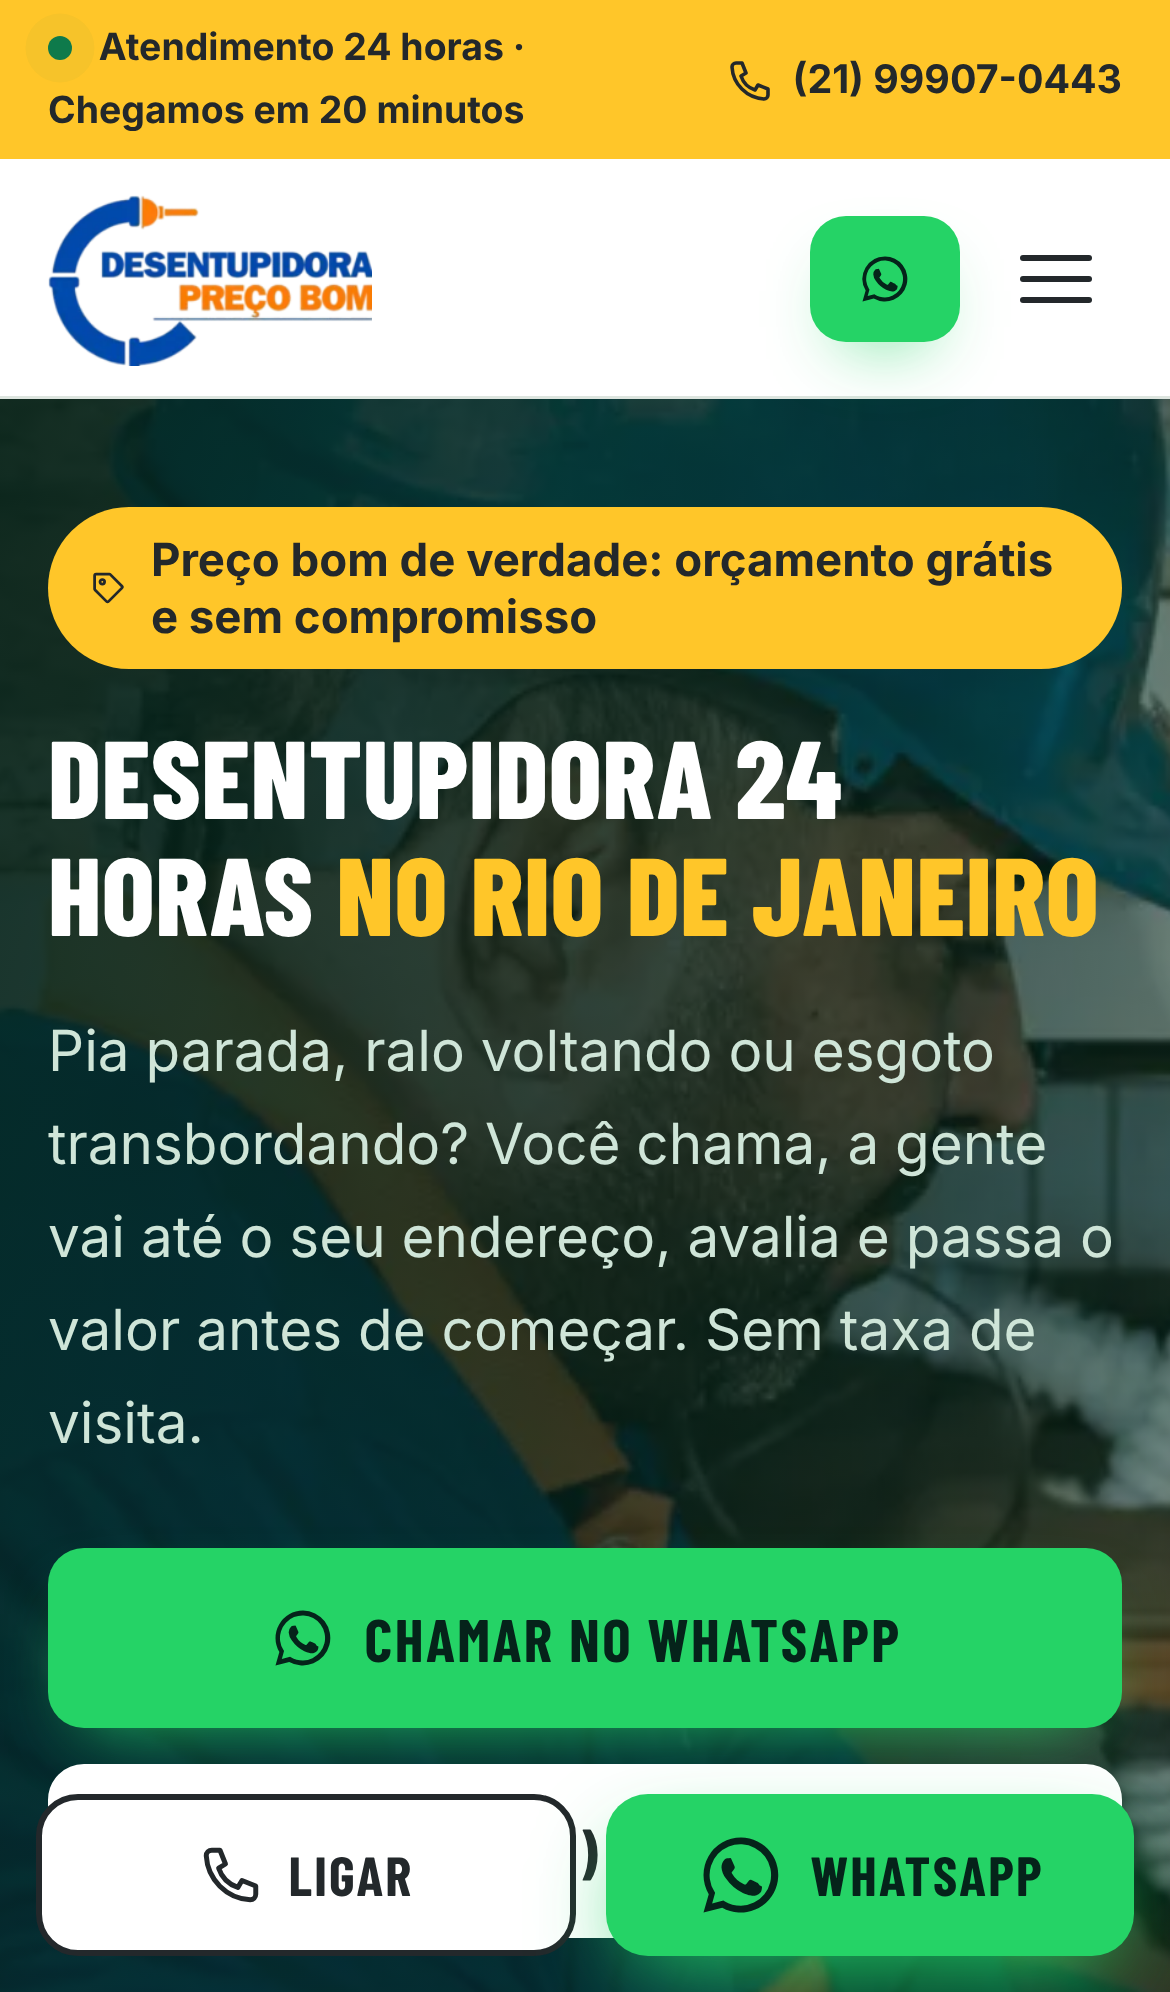 Atendimento 24 horas ·
Chegamos em 20 minutos
(21) 99907-0443
DESENTUPIDORA
PREÇO BOM
Preço bom de verdade: orçamento grátis
e sem compromisso
DESENTUPIDORA 24
HORAS NO RIO DE JANEIRO
Pia parada, ralo voltando ou esgoto
transbordando? Você chama, a gente
vai até o seu endereço, avalia e passa o
valor antes de começar. Sem taxa de
visita.
CHAMAR NO WHATSAPP
)
LIGAR
WHATSAPP